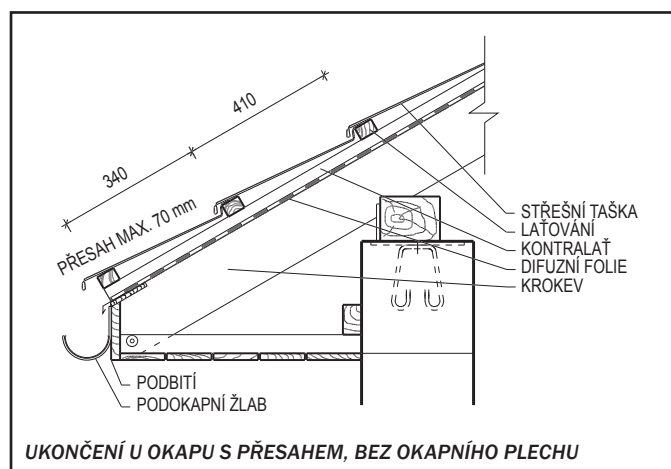 410
340
PŘESAH MAX. 70 mm
STŘEŠNÍ TAŠKA
LAŤOVÁNÍ
KONTRALAŤ
DIFUZNÍ FOLIE
KROKEV
PODBITÍ
PODOKAPNÍ ŽLAB
UKONČENÍ U OKAPU S PŘESAHEM, BEZ OKAPNÍHO PLECHU